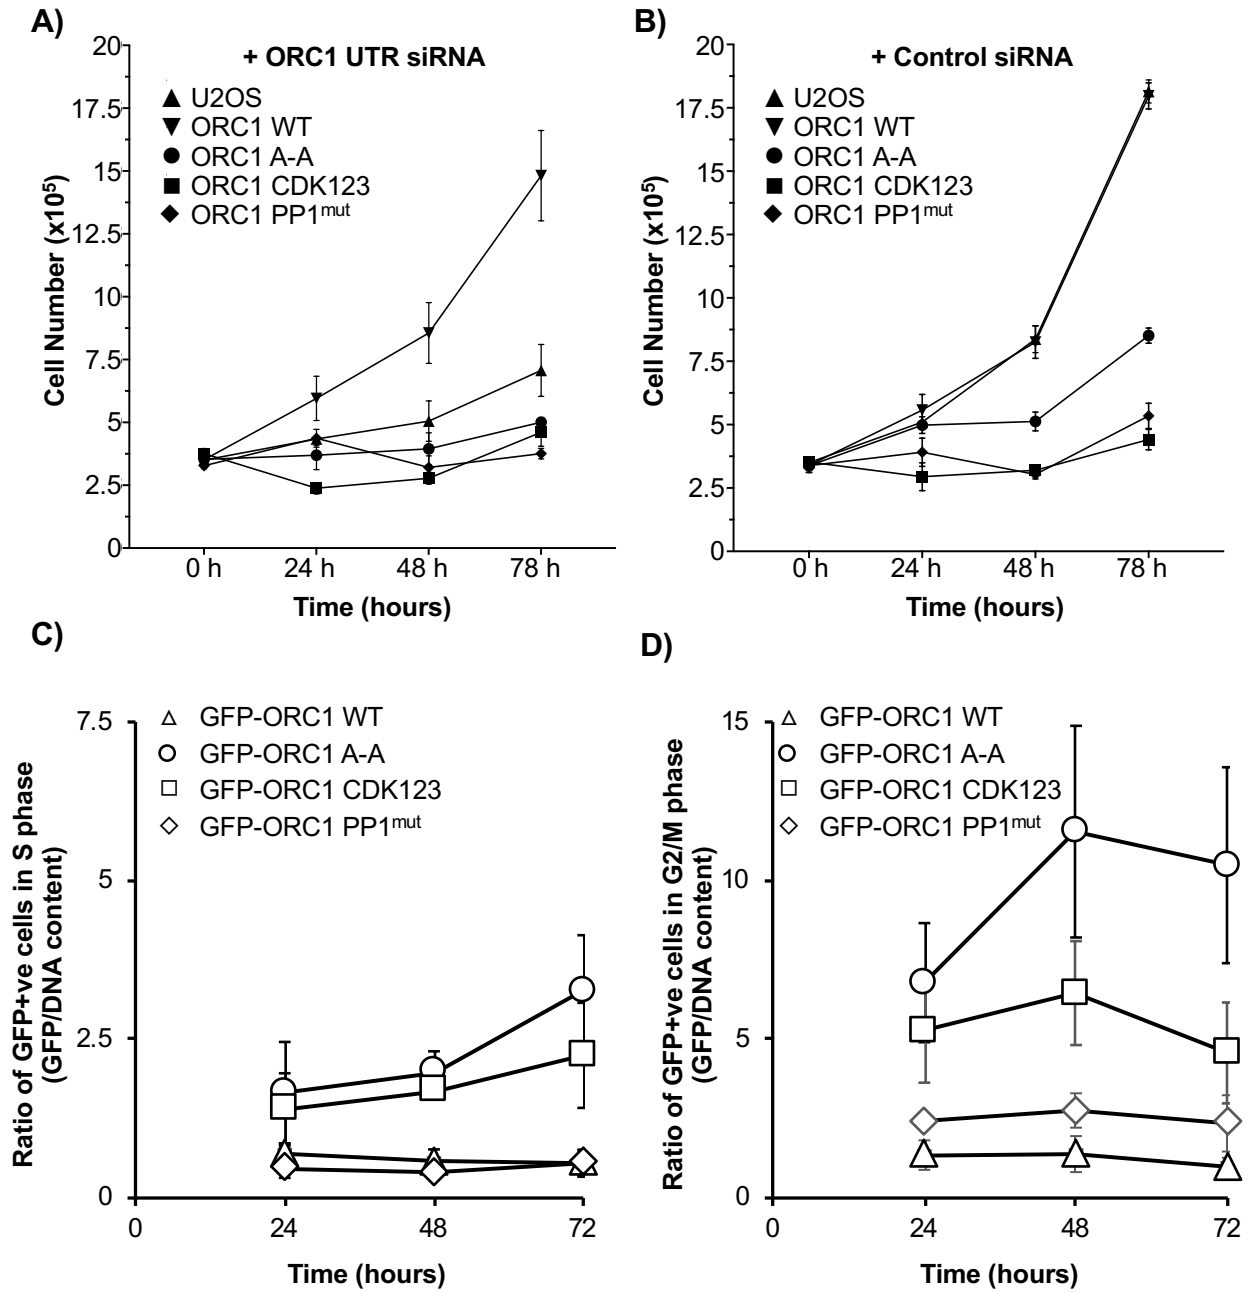 A)
+ ORC1 UTR siRNA
U2OS
ORC1 WT
ORC1 A-A
ORC1 CDK123
ORC1 PP1mut
20
17.5
15
12.5
10
7.5
5
2.5
0
Cell Number (x10⁵)
0 h 24 h 48 h 78 h
Time (hours)
B)
+ Control siRNA
U2OS
ORC1 WT
ORC1 A-A
ORC1 CDK123
ORC1 PP1mut
20
17.5
15
12.5
10
7.5
5
2.5
0
Cell Number (x10⁵)
0 h 24 h 48 h 78 h
Time (hours)
C)
GFP-ORC1 WT
GFP-ORC1 A-A
GFP-ORC1 CDK123
GFP-ORC1 PP1mut
7.5
5
2.5
0
Ratio of GFP+ve cells in S phase
(GFP/DNA content)
0 24 48 72
Time (hours)
D)
GFP-ORC1 WT
GFP-ORC1 A-A
GFP-ORC1 CDK123
GFP-ORC1 PP1mut
15
10
5
0
Ratio of GFP+ve cells in G2/M phase
(GFP/DNA content)
0 24 48 72
Time (hours)